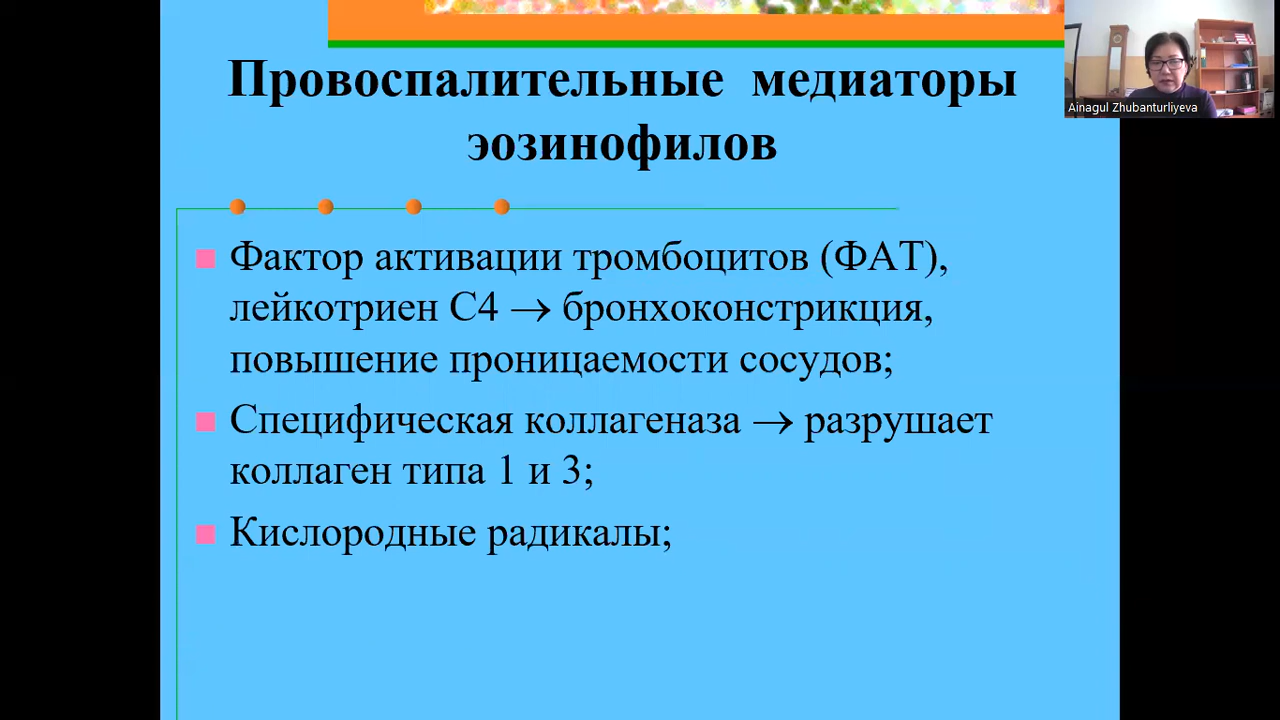 Провоспалительные медиаторы
эозинофилов
Ainagul Zhubanturliyeva
Фактор активации тромбоцитов (ФАТ),
лейкотриен С4 → бронхоконстрикция,
повышение проницаемости сосудов;
Специфическая коллагеназа → разрушает
коллаген типа 1 и 3;
Кислородные радикалы;